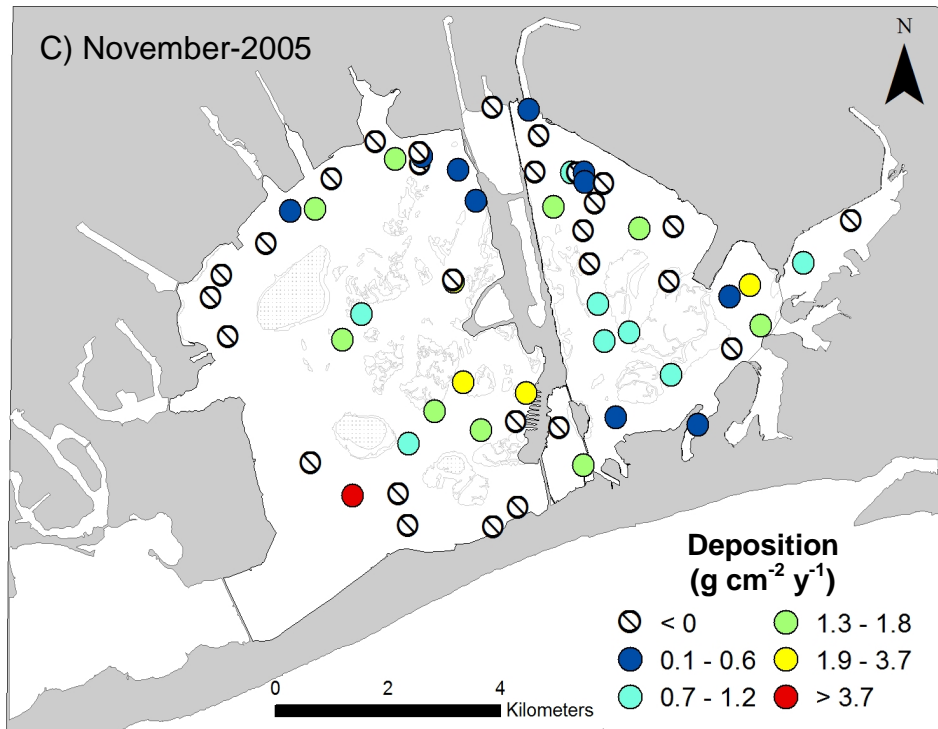 C) November-2005
N
Deposition
(g cm⁻² y⁻¹)
< 0
1.3 - 1.8
0.1 - 0.6
1.9 - 3.7
0.7 - 1.2
> 3.7
0 2 4
Kilometers